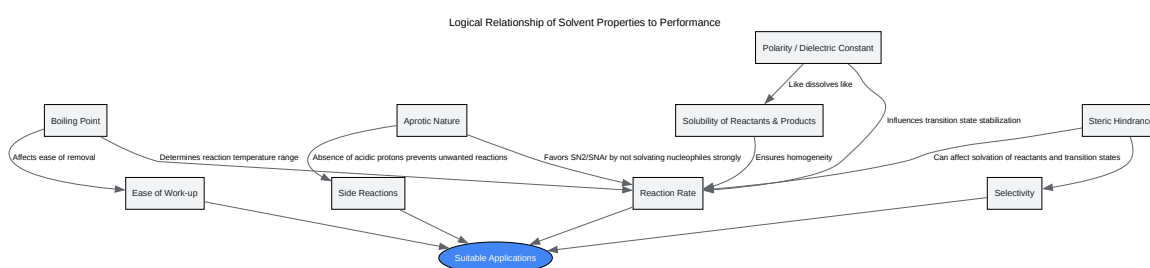 Logical Relationship of Solvent Properties to Performance
Polarity / Dielectric Constant
Like dissolves like
Boiling Point
Aprotic Nature
Solubility of Reactants & Products
Influences transition state stabilization
Steric Hindrance
Affects ease of removal
Determines reaction temperature range
Absence of acidic protons prevents unwanted reactions
Favors SN2/SNAr by not solvating nucleophiles strongly
Ensures homogeneity
Can affect solvation of reactants and transition states
Ease of Work-up
Side Reactions
Reaction Rate
Selectivity
Suitable Applications